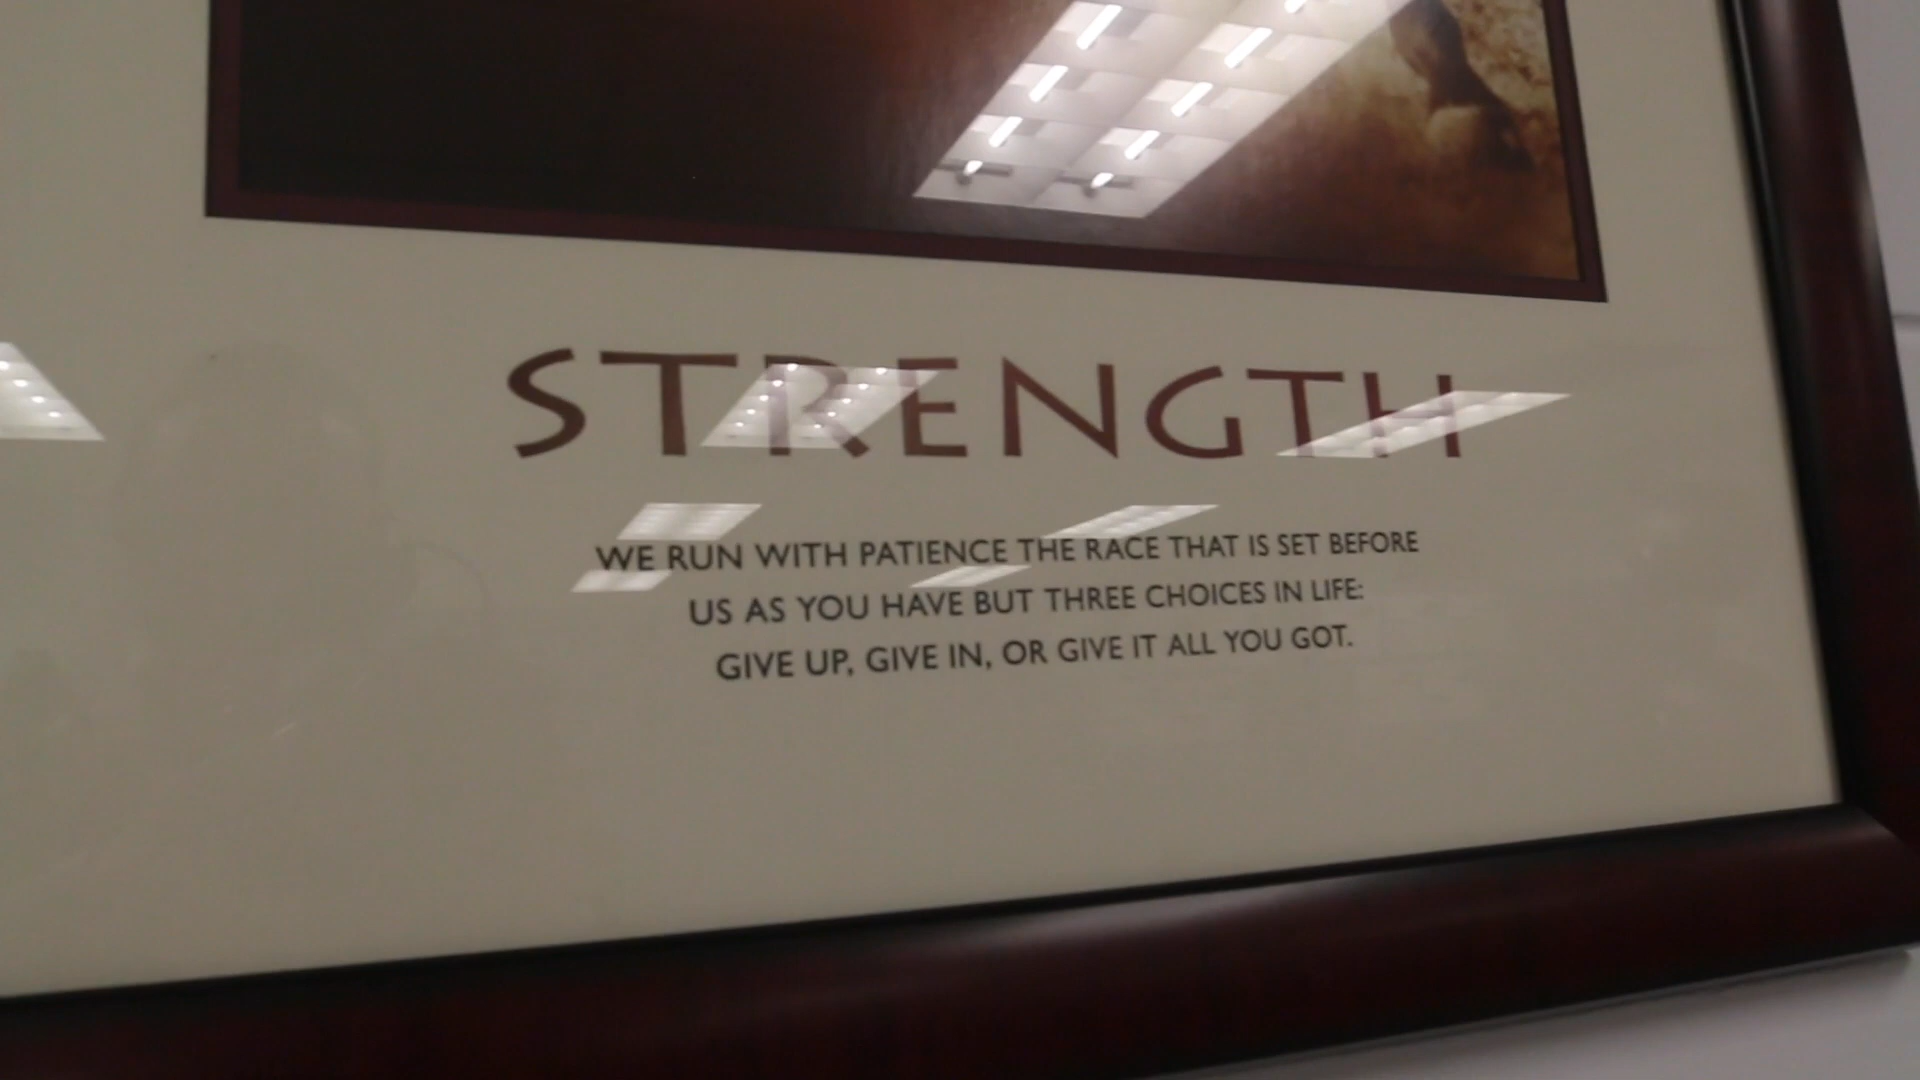 STRENGTH
WE RUN WITH PATIENCE THE RACE THAT IS SET BEFORE
US AS YOU HAVE BUT THREE CHOICES IN LIFE:
GIVE UP, GIVE IN, OR GIVE IT ALL YOU GOT.